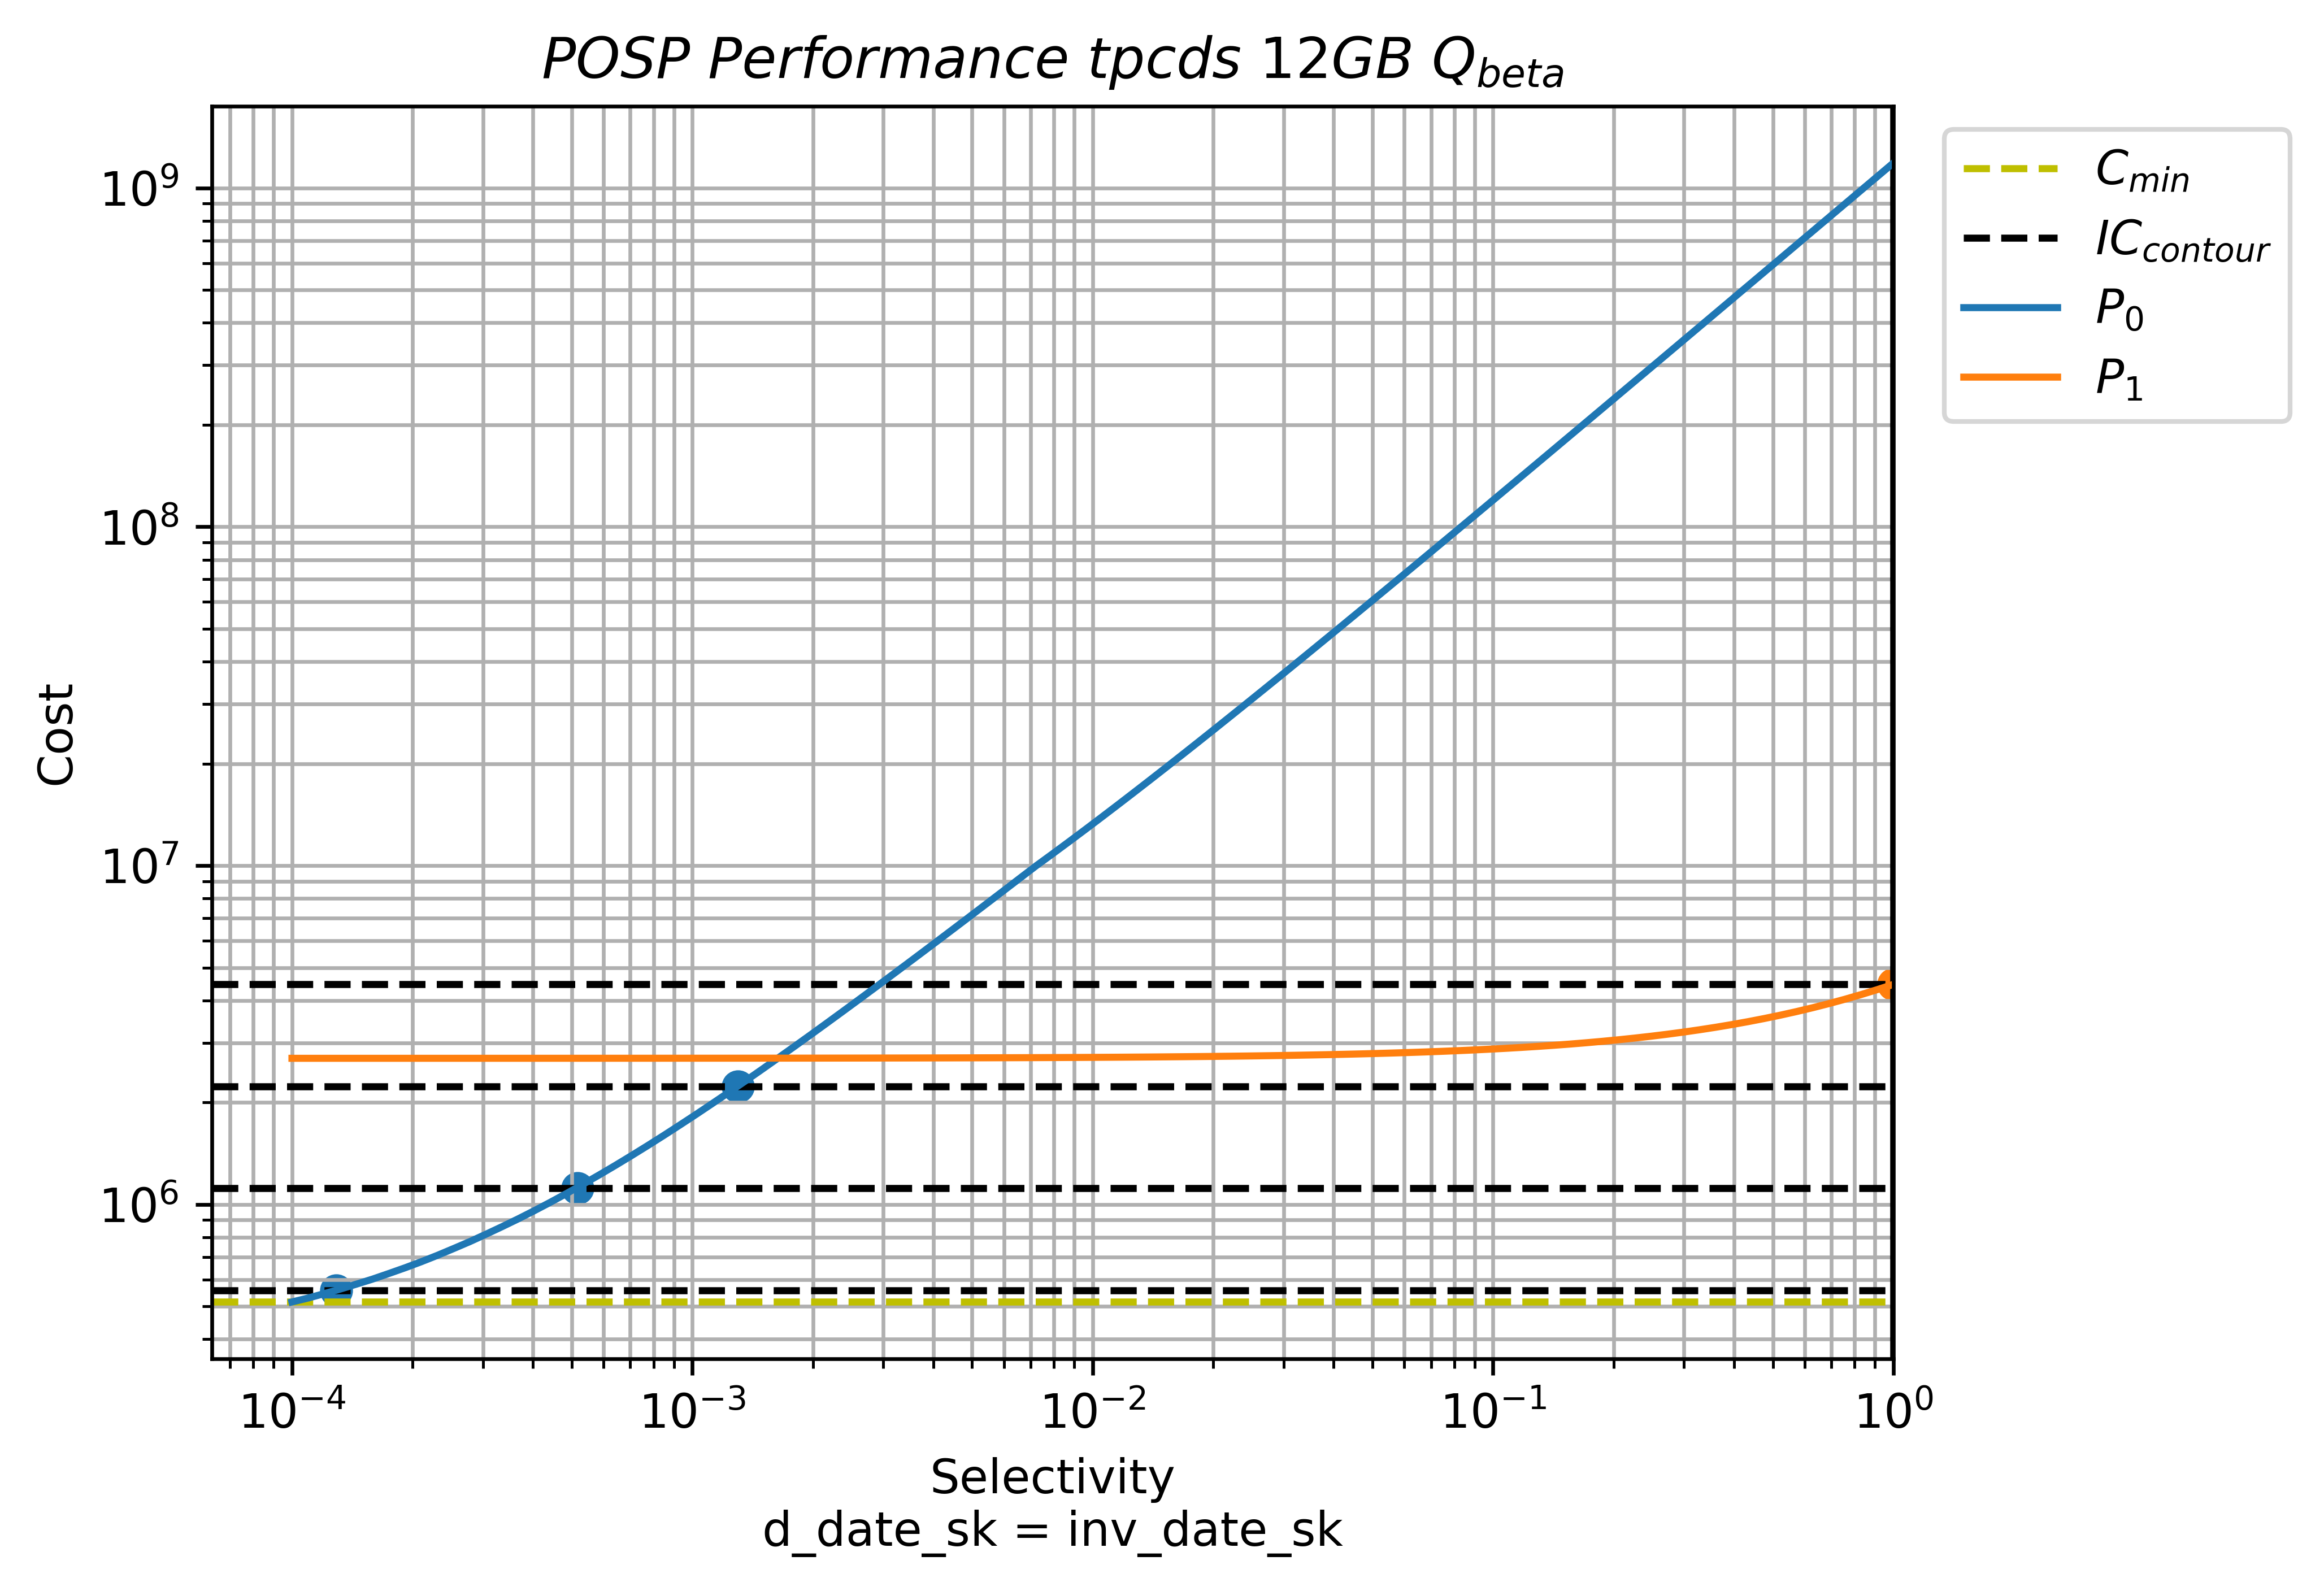 POSP Performance tpcds 12GB Q_beta
C_min
IC_contour
P_0
P_1
10^9
10^8
10^7
10^6
Cost
10^−4 10^−3 10^−2 10^−1 10^0
Selectivity
d_date_sk = inv_date_sk